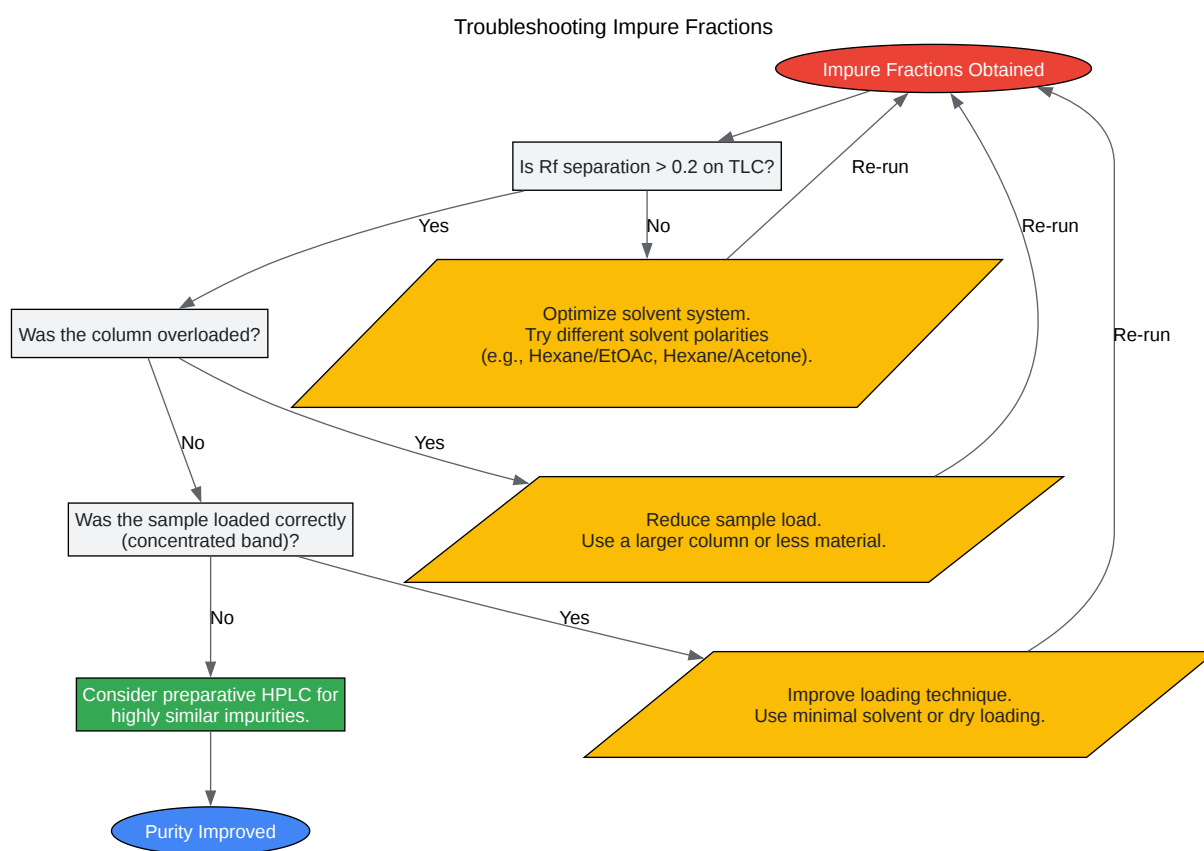 Troubleshooting Impure Fractions
Impure Fractions Obtained
Is Rf separation > 0.2 on TLC?
Re-run
Yes
No
Re-run
Optimize solvent system.
Try different solvent polarities
(e.g., Hexane/EtOAc, Hexane/Acetone).
Was the column overloaded?
Re-run
No
Yes
Was the sample loaded correctly
(concentrated band)?
Reduce sample load.
Use a larger column or less material.
No
Yes
Consider preparative HPLC for
highly similar impurities.
Improve loading technique.
Use minimal solvent or dry loading.
Purity Improved